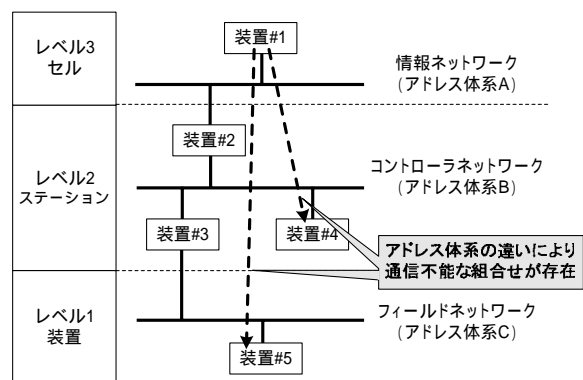 レベル3
セル
装置#1
情報ネットワーク
(アドレス体系A)
装置#2
レベル2
ステーション
コントローラネットワーク
(アドレス体系B)
装置#3
装置#4
アドレス体系の違いにより
通信不能な組合せが存在
レベル1
装置
フィールドネットワーク
(アドレス体系C)
装置#5